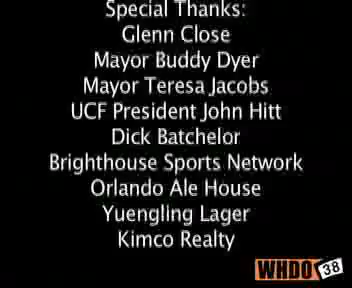 Special Thanks:
Glenn Close
Mayor Buddy Dyer
Mayor Teresa Jacobs
UCF President John Hitt
Dick Batchelor
Brighthouse Sports Network
Orlando Ale House
Yuengling Lager
Kimco Realty
WHDO 38